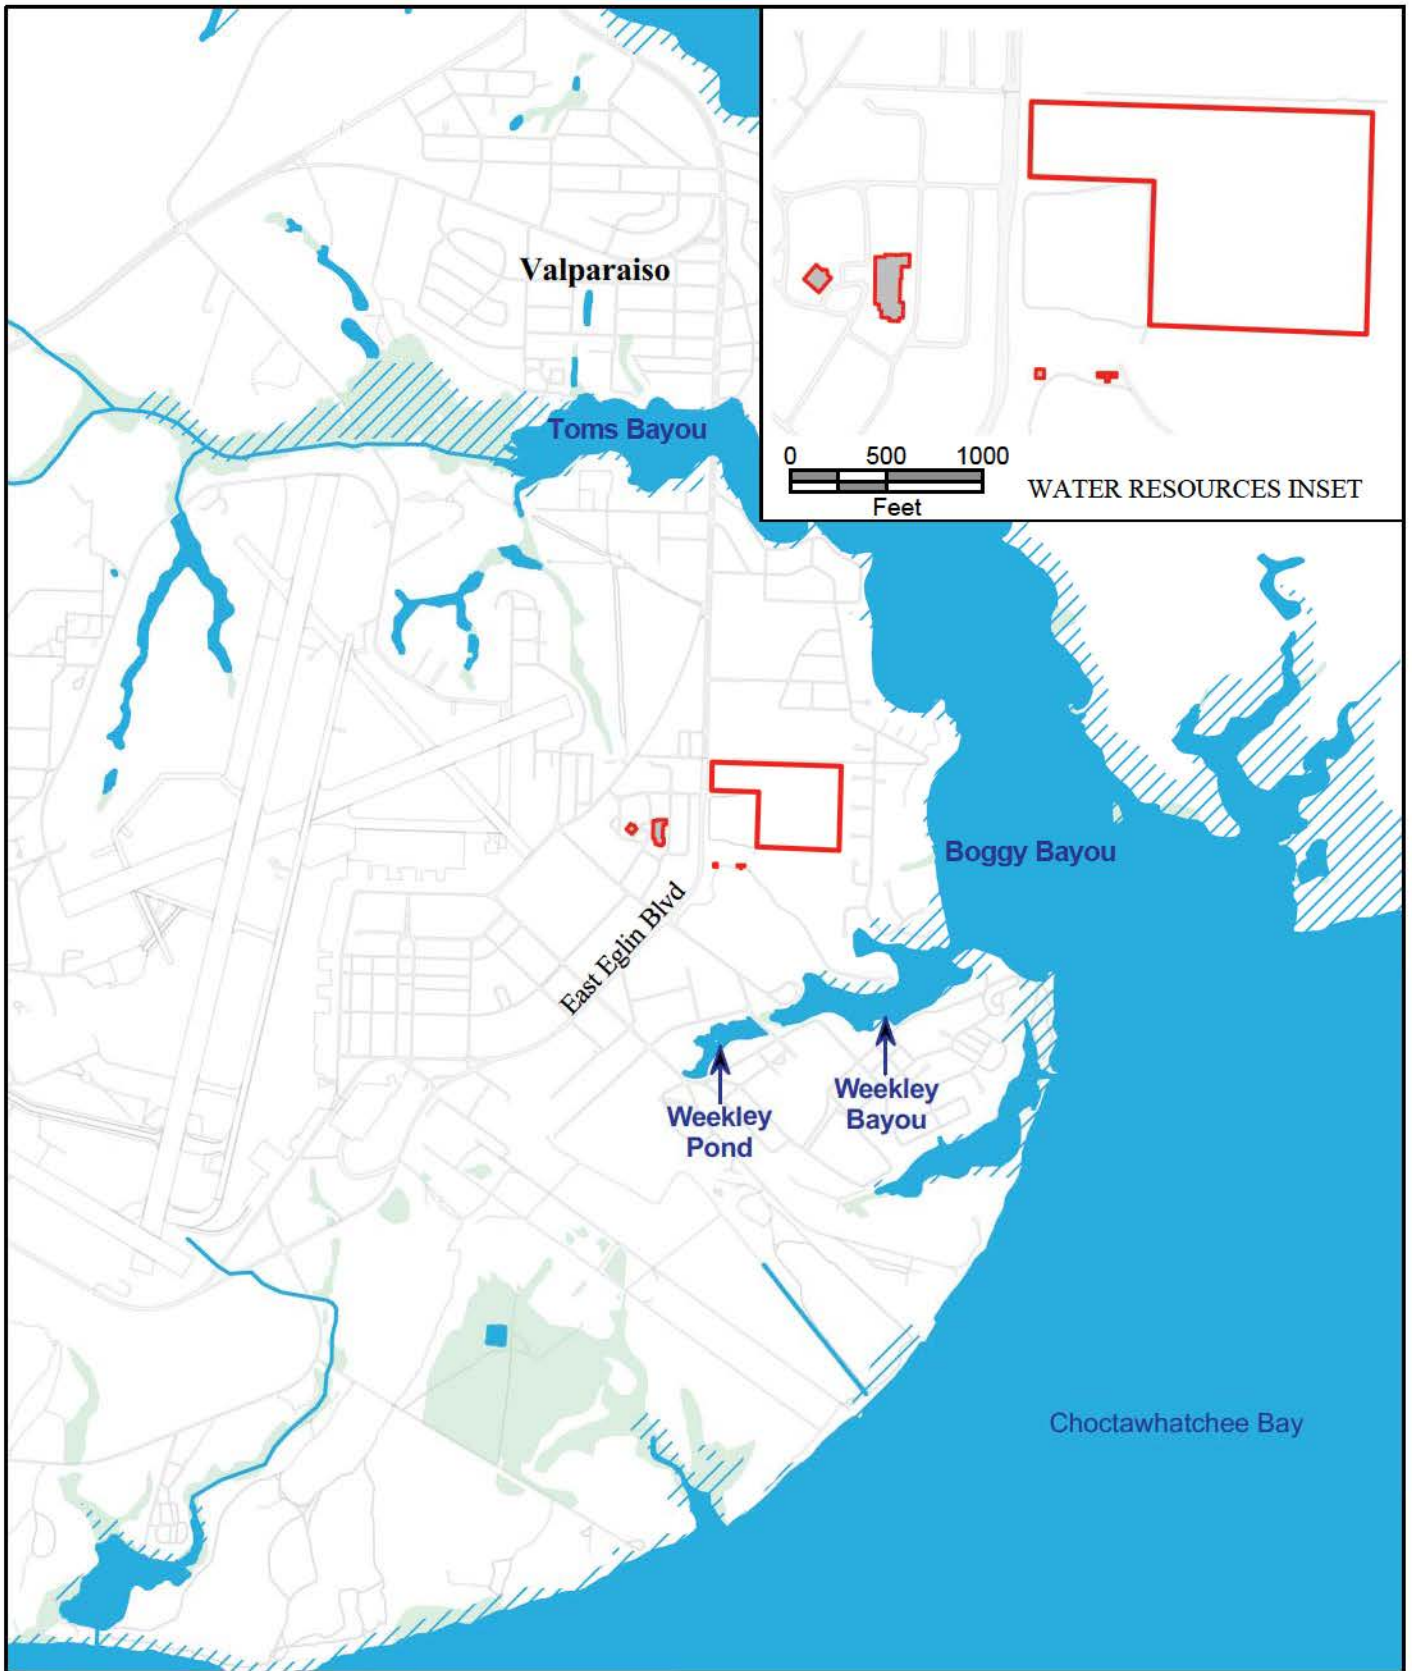 Valparaiso
Toms Bayou
0 500 1000
Feet
WATER RESOURCES INSET
Boggy Bayou
East Eglin Blvd
Weekley
Pond
Weekley
Bayou
Choctawhatchee Bay